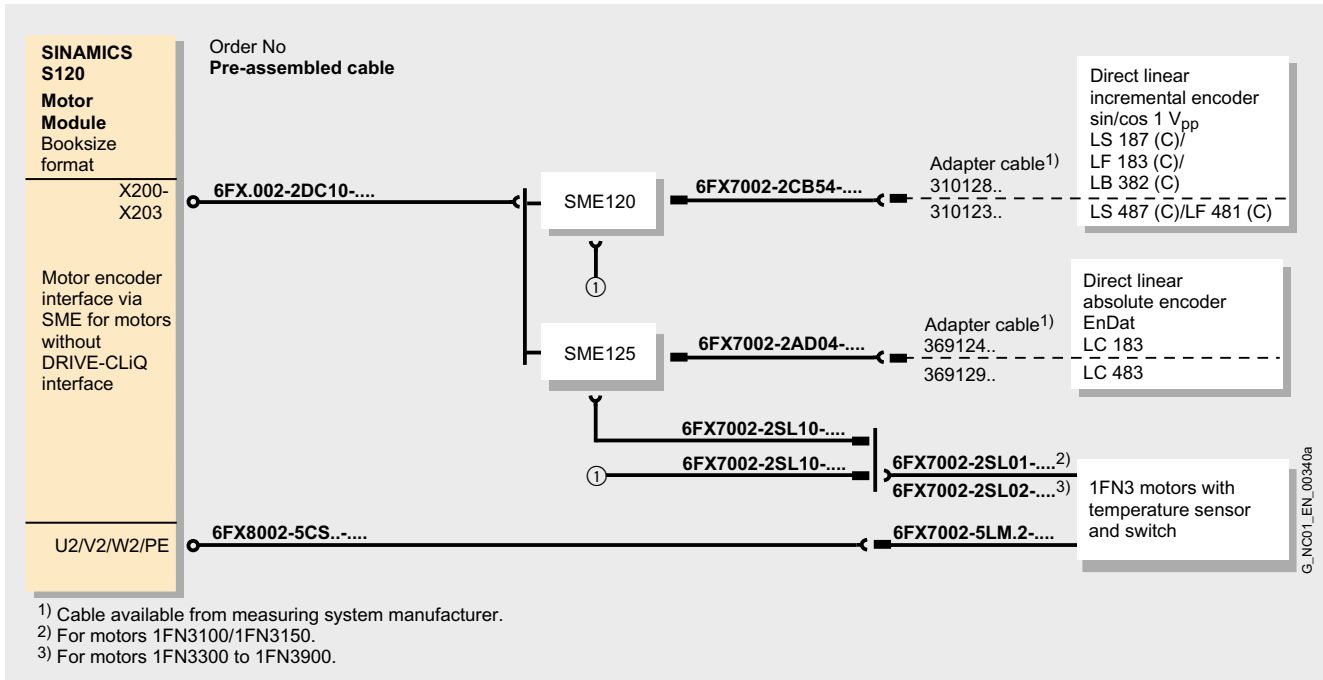 SINAMICS
S120
Motor
Module
Booksize
format
X200-
X203
Motor encoder
interface via
SME for motors
without
DRIVE-CLiQ
interface
U2/V2/W2/PE
Order No
Pre-assembled cable
6FX.002-2DC10-....
SME120
6FX7002-2CB54-....
Adapter cable1)
310128..
310123..
Direct linear
incremental encoder
sin/cos 1 Vpp
LS 187 (C)/
LF 183 (C)/
LB 382 (C)
LS 487 (C)/LF 481 (C)
1
SME125
6FX7002-2AD04-....
Adapter cable1)
369124..
369129..
Direct linear
absolute encoder
EnDat
LC 183
LC 483
6FX7002-2SL10-....
1
6FX7002-2SL10-....
6FX7002-2SL01-....2)
6FX7002-2SL02-....3)
1FN3 motors with
temperature sensor
and switch
6FX8002-5CS..-....
6FX7002-5LM.2-....
G_NC01_EN_00340a
1) Cable available from measuring system manufacturer.
2) For motors 1FN3100/1FN3150.
3) For motors 1FN3300 to 1FN3900.